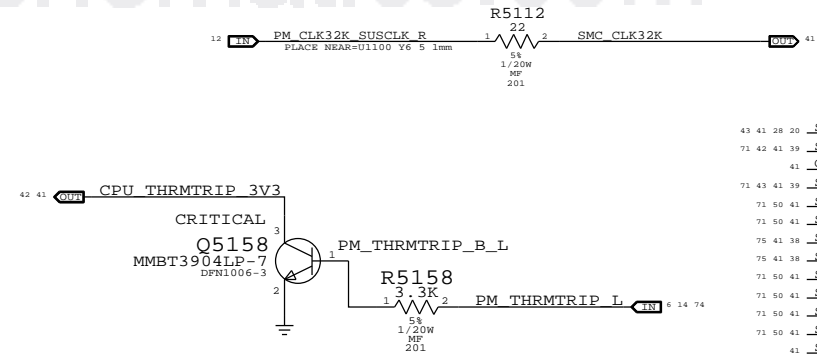 R5112
22
12 IN PM_CLK32K_SUSCLK_R 1 2 SMC_CLK32K OUT 41
PLACE NEAR=U1100 Y6 5 1mm
5%
1/20W
MF
201
43 41 28 20
71 42 41 39
41
71 43 41 39
71 50 41
71 50 41
75 41 38
75 41 38
71 50 41
71 50 41
71 50 41
71 50 41
41
42 41 OUT CPU_THRMTRIP_3V3
CRITICAL
3
Q5158
MMBT3904LP-7
DFN1006-3
1
PM_THRMTRIP_B_L
2
R5158
3.3K
1 2 PM_THRMTRIP_L IN 6 14 74
5%
1/20W
MF
201